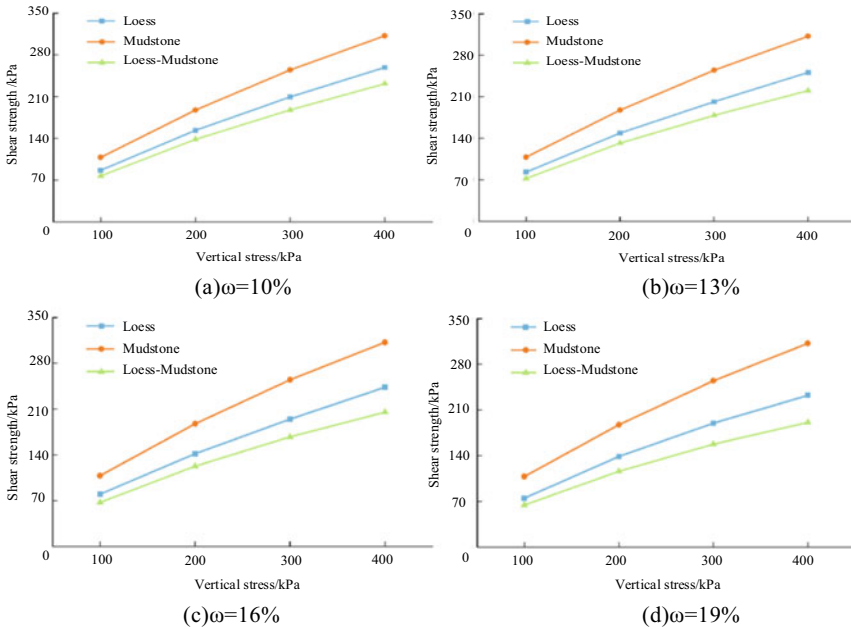 350
280
210
140
70
0
Shear strength /kPa
Loess
Mudstone
Loess-Mudstone
100 200 300 400
Vertical stress/kPa
(a)ω=10%
350
280
210
140
70
0
Shear strength/kPa
Loess
Mudstone
Loess-Mudstone
100 200 300 400
Vertical stress/kPa
(b)ω=13%
350
280
210
140
70
0
Shear strength/kPa
Loess
Mudstone
Loess-Mudstone
100 200 300 400
Vertical stress/kPa
(c)ω=16%
350
280
210
140
70
0
Shear strength/kPa
Loess
Mudstone
Loess-Mudstone
100 200 300 400
Vertical stress/kPa
(d)ω=19%